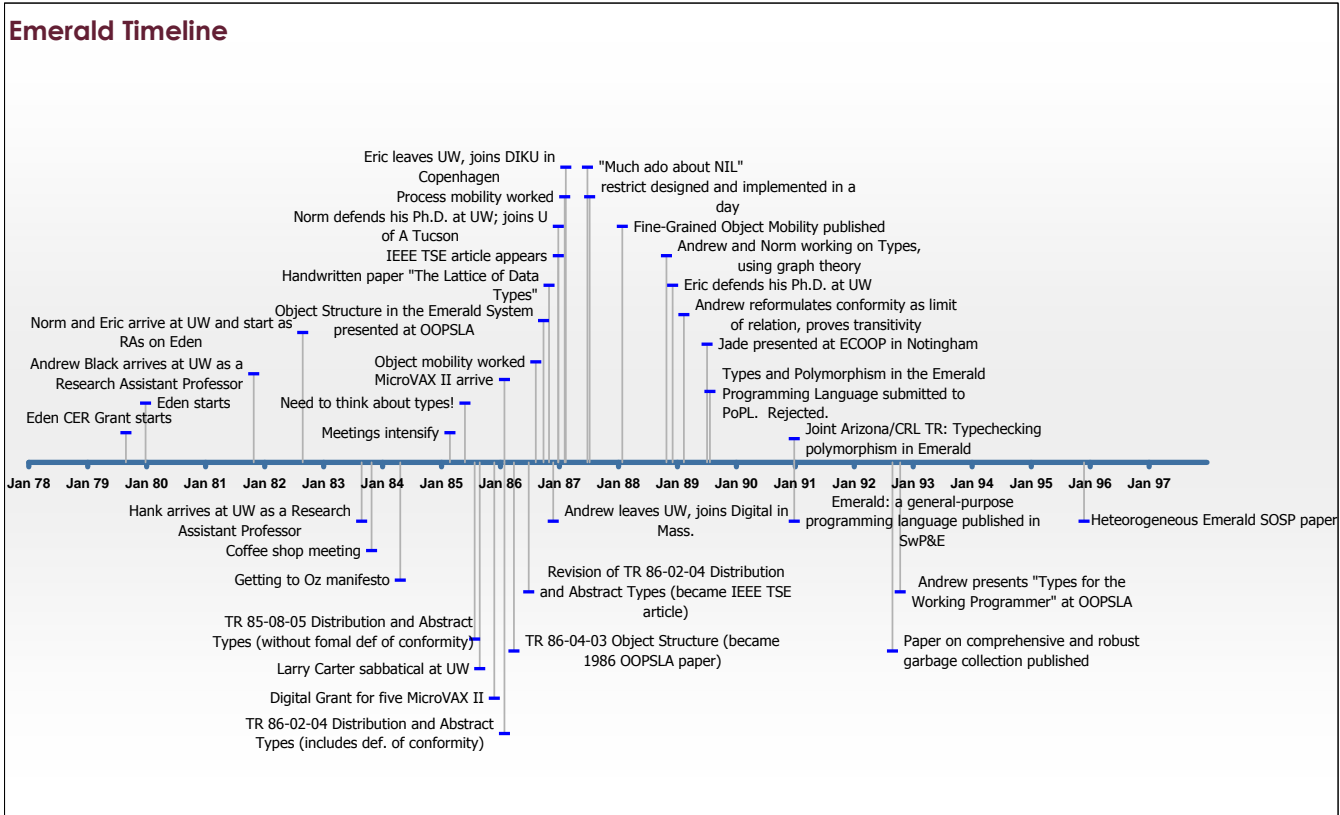 Emerald Timeline
Eric leaves UW, joins DIKU in
Copenhagen
"Much ado about NIL"
Process mobility worked
restrict designed and implemented in a
day
Norm defends his Ph.D. at UW; joins U
of A Tucson
Fine-Grained Object Mobility published
IEEE TSE article appears
Andrew and Norm working on Types,
using graph theory
Handwritten paper "The Lattice of Data
Types"
Eric defends his Ph.D. at UW
Object Structure in the Emerald System
presented at OOPSLA
Andrew reformulates conformity as limit
of relation, proves transitivity
Norm and Eric arrive at UW and start as
RAs on Eden
Jade presented at ECOOP in Notingham
Object mobility worked
Andrew Black arrives at UW as a
Research Assistant Professor
MicroVAX II arrive
Types and Polymorphism in the Emerald
Programming Language submitted to
PoPL.  Rejected.
Eden starts
Need to think about types!
Eden CER Grant starts
Meetings intensify
Joint Arizona/CRL TR: Typechecking
polymorphism in Emerald
Jan 78 Jan 79 Jan 80 Jan 81 Jan 82 Jan 83 Jan 84 Jan 85 Jan 86 Jan 87 Jan 88 Jan 89 Jan 90 Jan 91 Jan 92 Jan 93 Jan 94 Jan 95 Jan 96 Jan 97
Hank arrives at UW as a Research
Assistant Professor
Andrew leaves UW, joins Digital in
Mass.
Emerald: a general-purpose
programming language published in
SwP&E
Heteorogeneous Emerald SOSP paper
Coffee shop meeting
Getting to Oz manifesto
Revision of TR 86-02-04 Distribution
and Abstract Types (became IEEE TSE
article)
Andrew presents "Types for the
Working Programmer" at OOPSLA
TR 85-08-05 Distribution and Abstract
Types (without fomal def of conformity)
TR 86-04-03 Object Structure (became
1986 OOPSLA paper)
Paper on comprehensive and robust
garbage collection published
Larry Carter sabbatical at UW
Digital Grant for five MicroVAX II
TR 86-02-04 Distribution and Abstract
Types (includes def. of conformity)